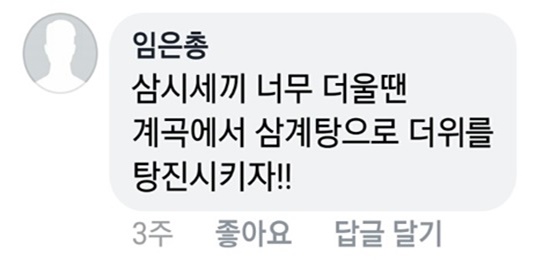 임은총
삼시세끼 너무 더울땐
계곡에서 삼계탕으로 더위를
탕진시키자!!
3주 좋아요 답글 달기